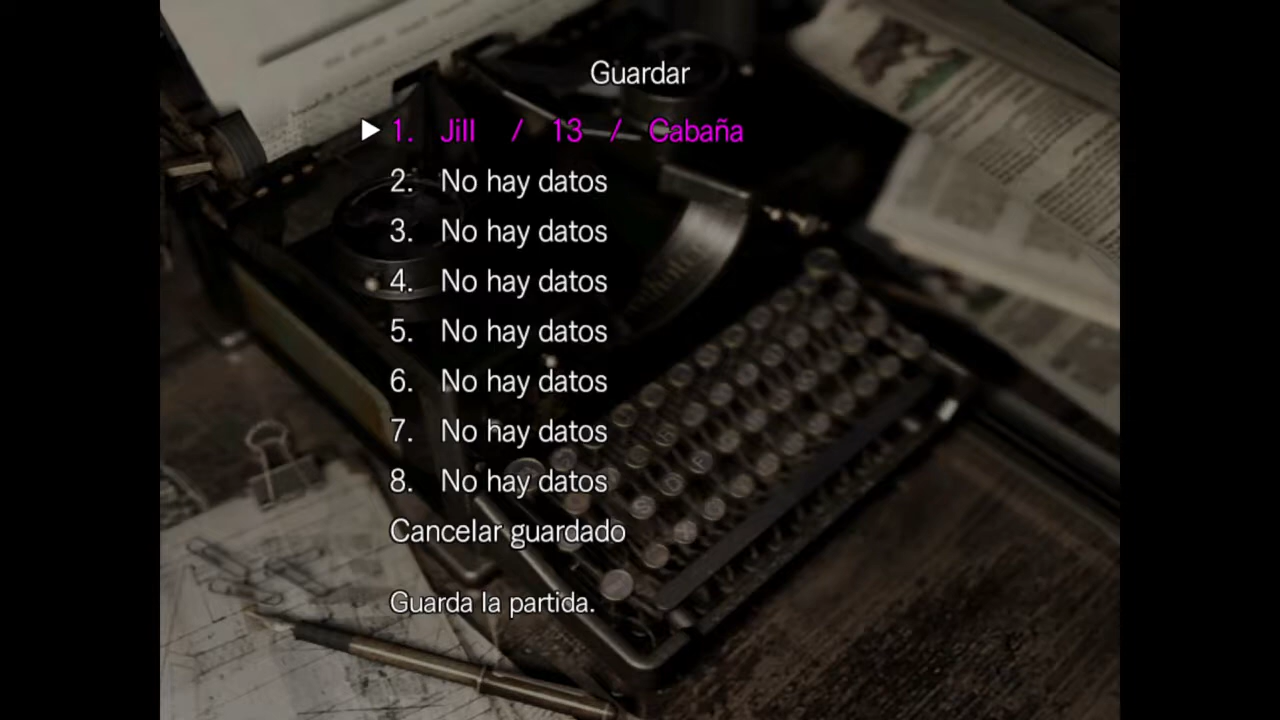 Guardar
1. Jill / 13 / Cabaña
2. No hay datos
3. No hay datos
4. No hay datos
5. No hay datos
6. No hay datos
7. No hay datos
8. No hay datos
Cancelar guardado
Guarda la partida.